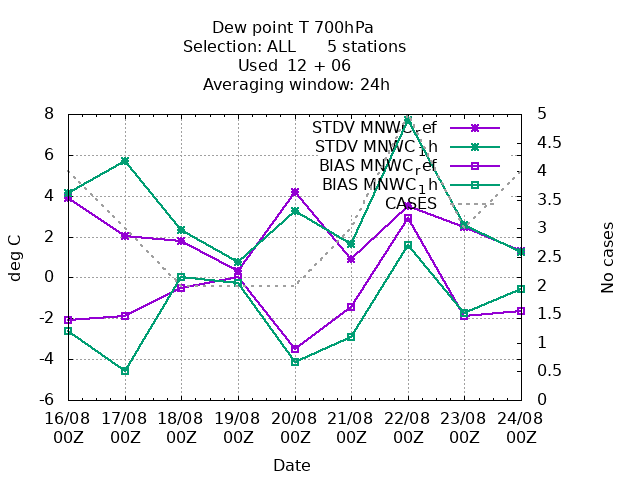 Dew point T 700hPa
Selection: ALL 5 stations
Used 12 + 06
Averaging window: 24h
STDV MNWC_ref
STDV MNWC_1h
BIAS MNWC_ref
BIAS MNWC_1h
CASES
8
6
4
2
0
-2
-4
-6
deg C
5
4.5
4
3.5
3
2.5
2
1.5
1
0.5
0
No cases
16/08 17/08 18/08 19/08 20/08 21/08 22/08 23/08 24/08
00Z 00Z 00Z 00Z 00Z 00Z 00Z 00Z 00Z
Date